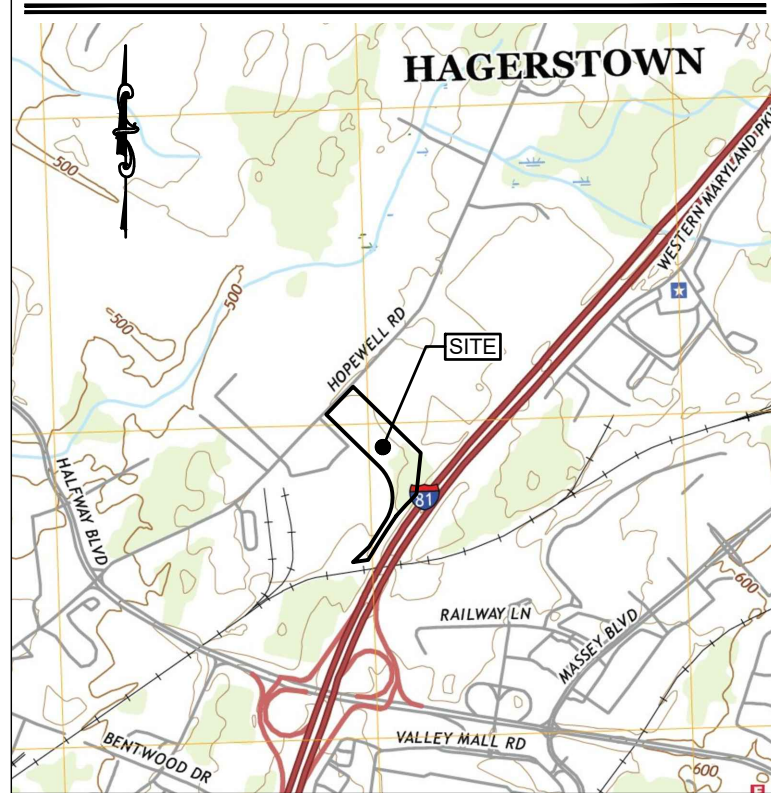 HAGERSTOWN
500
WESTERN MARYLAND PKWY
500
500
HOPEWELL RD
SITE
HALFWAY BLVD
81
600
RAILWAY LN
MASSEY BLVD
VALLEY MALL RD
BENTWOOD DR
600
E